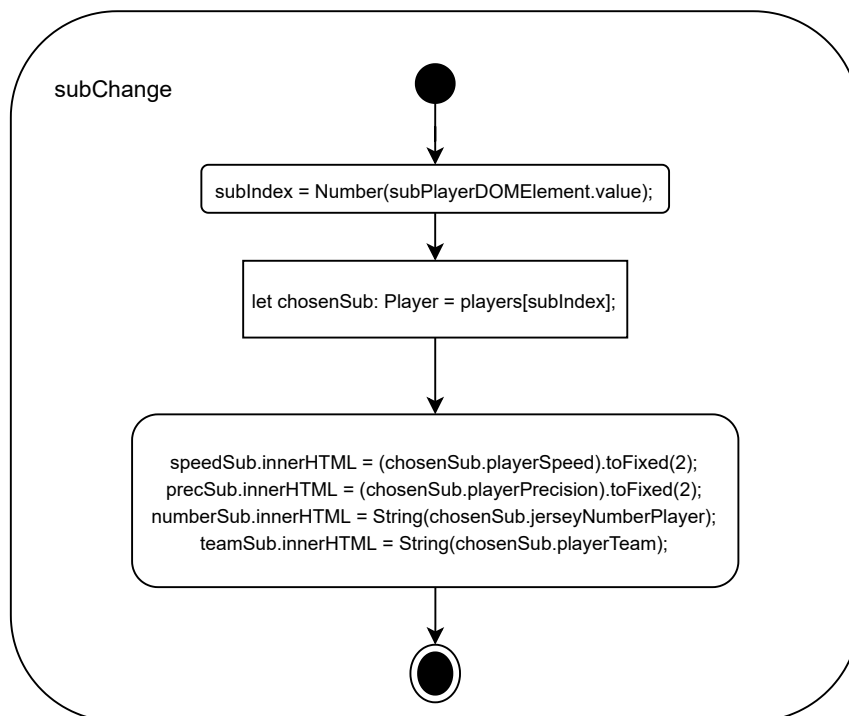 subChange
subIndex = Number(subPlayerDOMElement.value);
let chosenSub: Player = players[subIndex];
speedSub.innerHTML = (chosenSub.playerSpeed).toFixed(2);
precSub.innerHTML = (chosenSub.playerPrecision).toFixed(2);
numberSub.innerHTML = String(chosenSub.jerseyNumberPlayer);
teamSub.innerHTML = String(chosenSub.playerTeam);